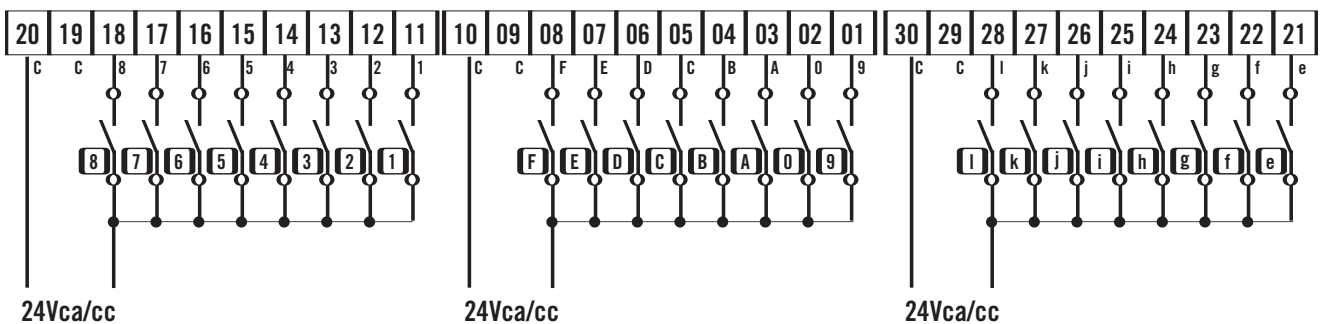 20 19 18 17 16 15 14 13 12 11 10 09 08 07 06 05 04 03 02 01 30 29 28 27 26 25 24 23 22 21
C C 8 7 6 5 4 3 2 1 C C F E D C B A 0 9 C C l k j i h g f e
8 7 6 5 4 3 2 1 F E D C B A 0 9 l k j i h g f e
24Vca/cc 24Vca/cc 24Vca/cc